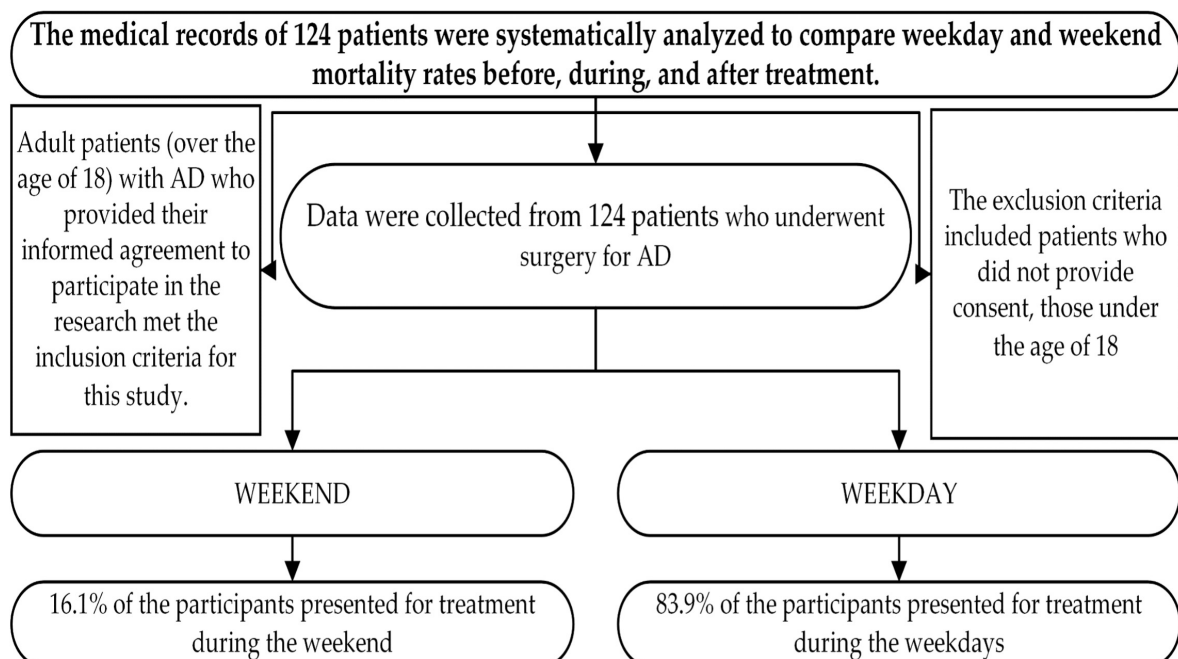 The medical records of 124 patients were systematically analyzed to compare weekday and weekend
mortality rates before, during, and after treatment.
Adult patients (over the
age of 18) with AD who
provided their
informed agreement to
participate in the
research met the
inclusion criteria for
this study.
Data were collected from 124 patients who underwent
surgery for AD
The exclusion criteria
included patients who
did not provide
consent, those under
the age of 18
WEEKEND
WEEKDAY
16.1% of the participants presented for treatment
during the weekend
83.9% of the participants presented for treatment
during the weekdays